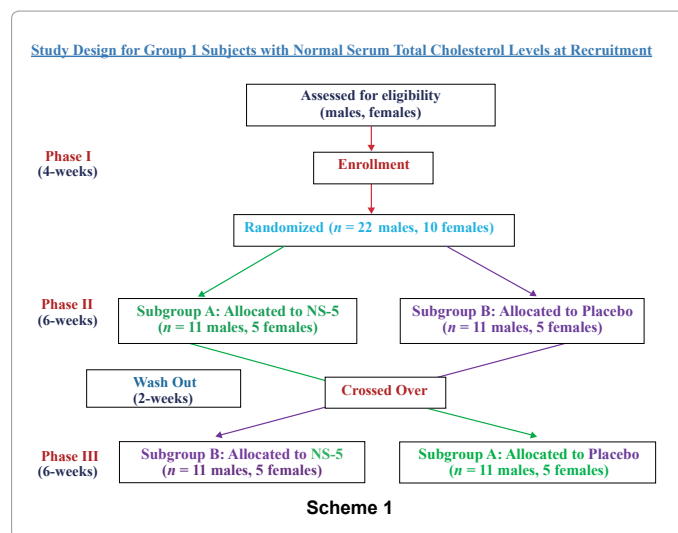 Study Design for Group 1 Subjects with Normal Serum Total Cholesterol Levels at Recruitment
Assessed for eligibility
(males, females)
Phase I
(4-weeks)
Enrollment
Randomized (n = 22 males, 10 females)
Phase II
(6-weeks)
Subgroup A: Allocated to NS-5
(n = 11 males, 5 females)
Subgroup B: Allocated to Placebo
(n = 11 males, 5 females)
Wash Out
(2-weeks)
Crossed Over
Phase III
(6-weeks)
Subgroup B: Allocated to NS-5
(n = 11 males, 5 females)
Subgroup A: Allocated to Placebo
(n = 11 males, 5 females)
Scheme 1